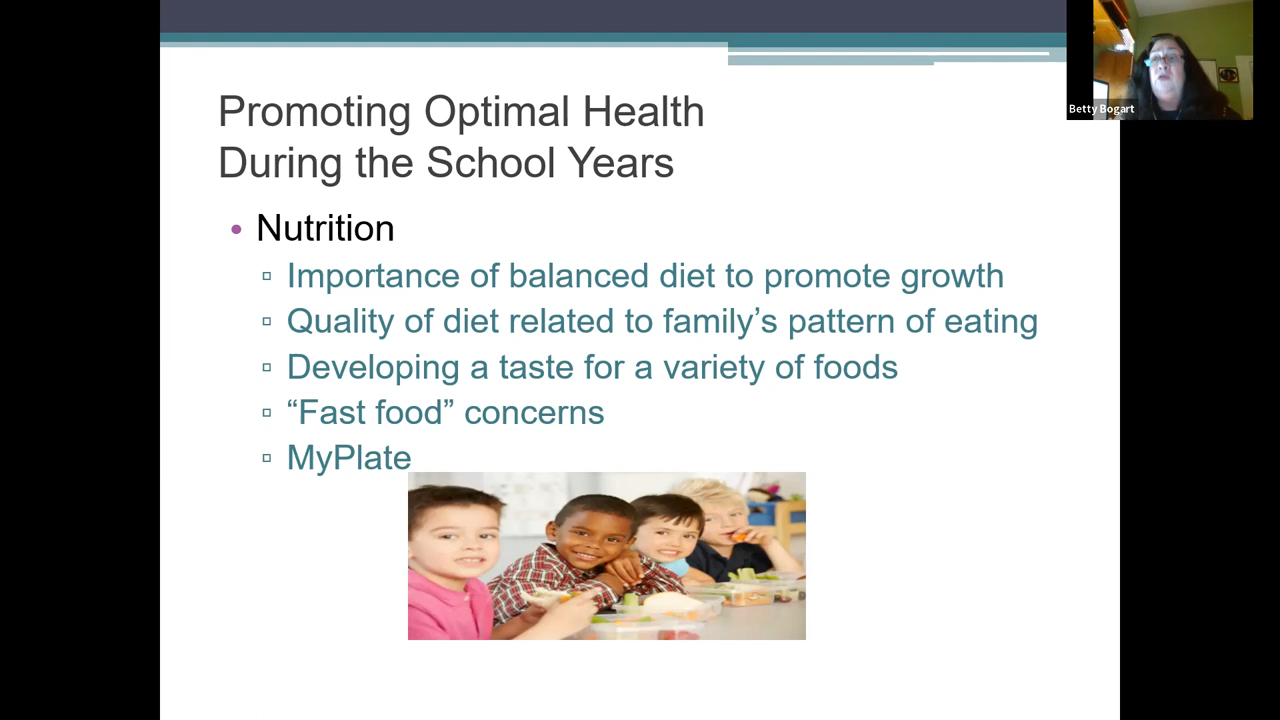 Promoting Optimal Health
During the School Years
• Nutrition
▫ Importance of balanced diet to promote growth
▫ Quality of diet related to family’s pattern of eating
▫ Developing a taste for a variety of foods
▫ “Fast food” concerns
▫ MyPlate
Betty Bogart